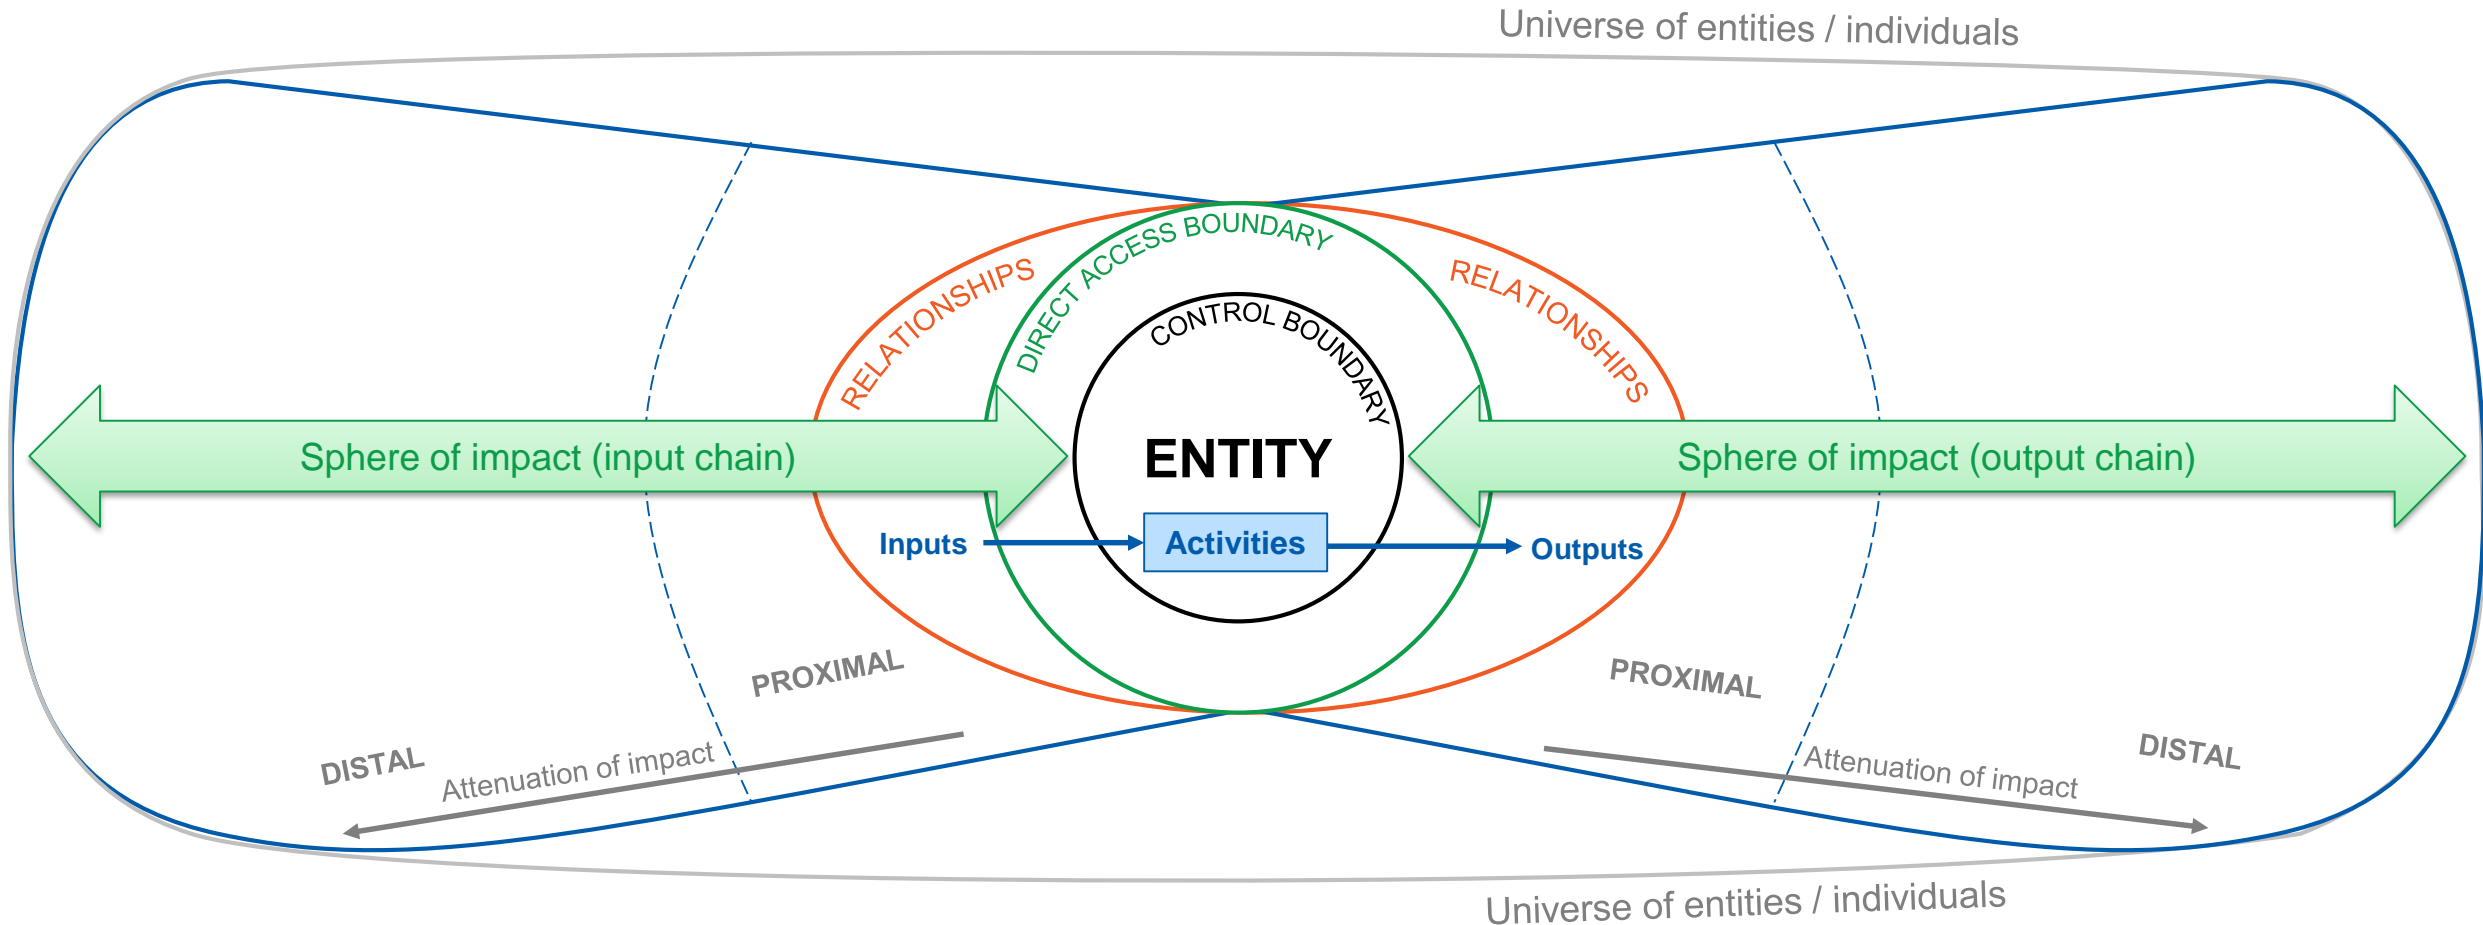 Universe of entities / individuals
DIRECT ACCESS BOUNDARY
RELATIONSHIPS
RELATIONSHIPS
CONTROL BOUNDARY
Sphere of impact (input chain)
ENTITY
Sphere of impact (output chain)
Inputs
Activities
Outputs
PROXIMAL
PROXIMAL
DISTAL
Attenuation of impact
Attenuation of impact
DISTAL
Universe of entities / individuals